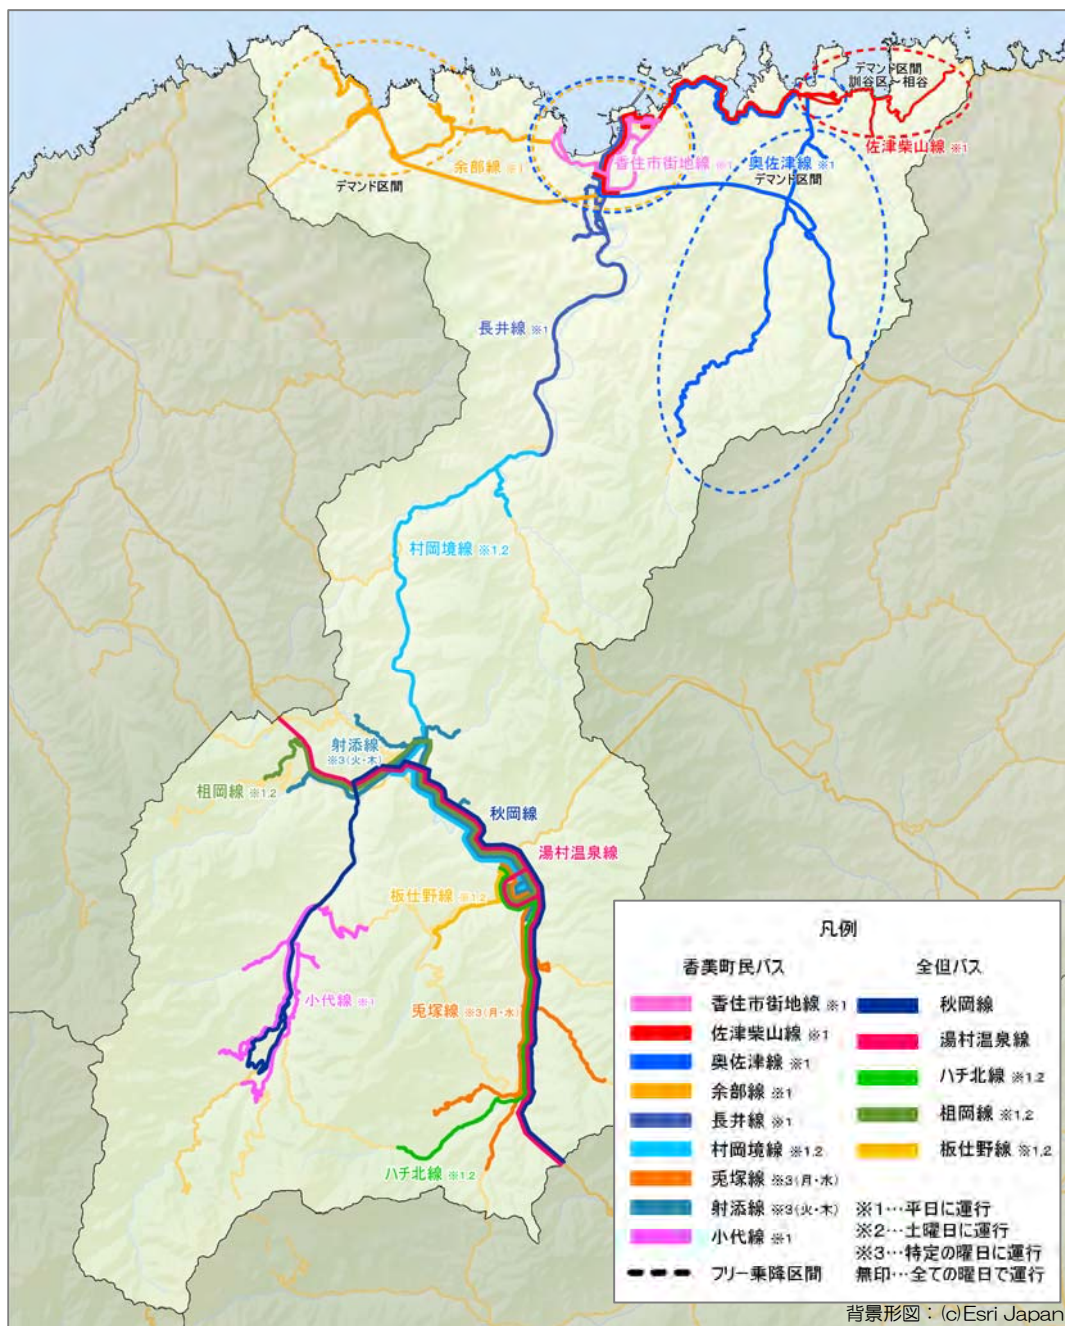 デマンド区間
訓谷区～相谷
佐津柴山線 ※1
余部線 ※1
香住市街地線 ※1
奥佐津線 ※1
デマンド区間
デマンド区間
長井線 ※1
村岡境線 ※1,2
射添線
※3(火・木)
祖岡線 ※1,2
秋岡線
湯村温泉線
板仕野線 ※1,2
小代線 ※1
兎塚線 ※3(月・水)
ハチ北線 ※1,2
凡例
香美町民バス
全但バス
香住市街地線 ※1
秋岡線
佐津柴山線 ※1
湯村温泉線
奥佐津線 ※1
ハチ北線 ※1,2
余部線 ※1
祖岡線 ※1,2
長井線 ※1
板仕野線 ※1,2
村岡境線 ※1,2
兎塚線 ※3(月・水)
射添線 ※3(火・木)
小代線 ※1
フリー乗降区間
※1…平日に運行
※2…土曜日に運行
※3…特定の曜日に運行
無印…全ての曜日で運行
背景形図：(c)Esri Japan